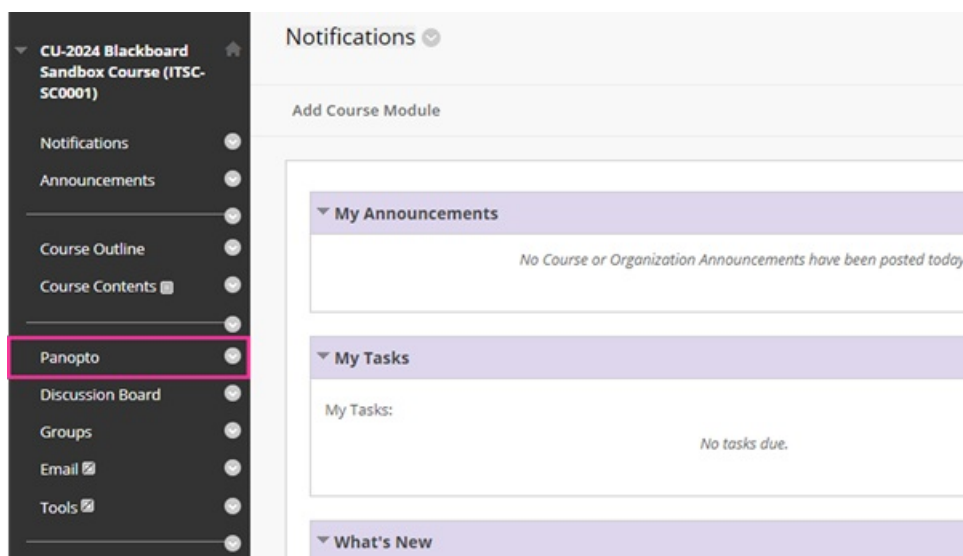 CU-2024 Blackboard
Sandbox Course (ITSC-
SC0001)
Notifications
Announcements
Course Outline
Course Contents
Panopto
Discussion Board
Groups
Email
Tools
Notifications
Add Course Module
My Announcements
No Course or Organization Announcements have been posted today
My Tasks
My Tasks:
No tasks due.
What's New